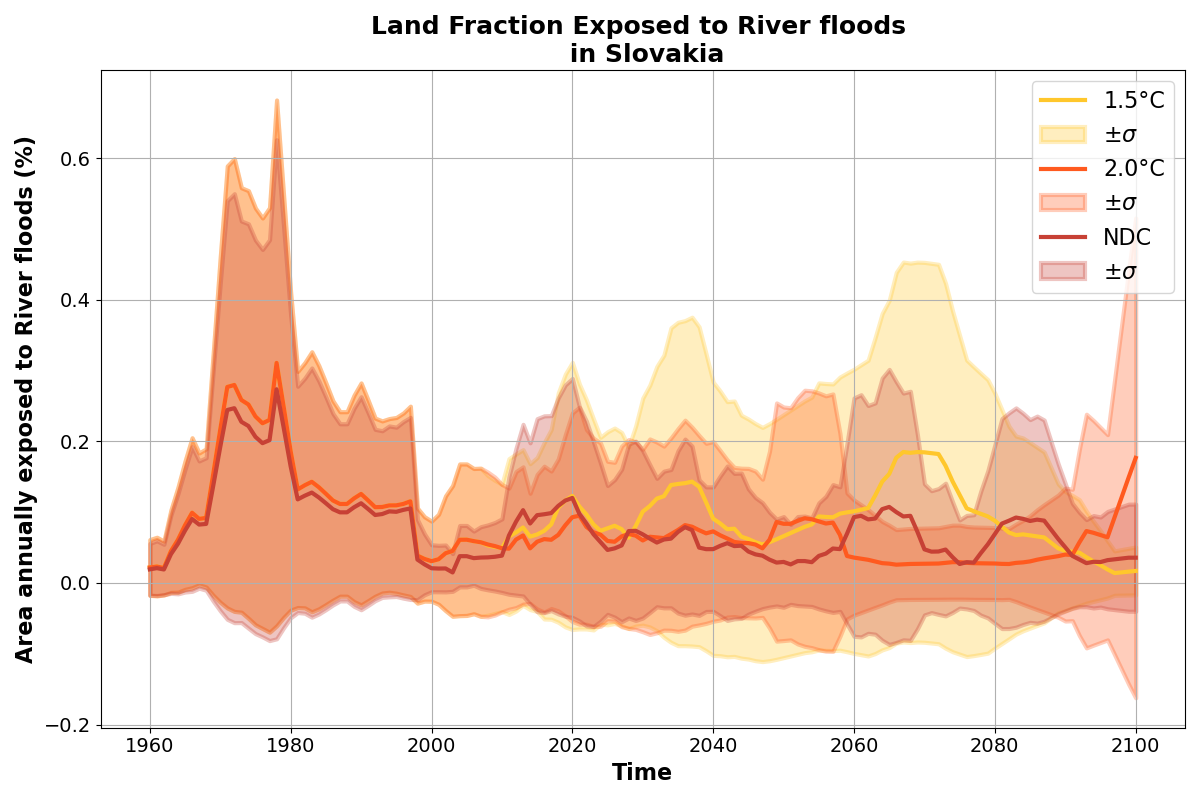 Land Fraction Exposed to River floods
in Slovakia
Area annually exposed to River floods (%)
0.6
0.4
0.2
0.0
−0.2
1960 1980 2000 2020 2040 2060 2080 2100
Time
1.5°C
±σ
2.0°C
±σ
NDC
±σ